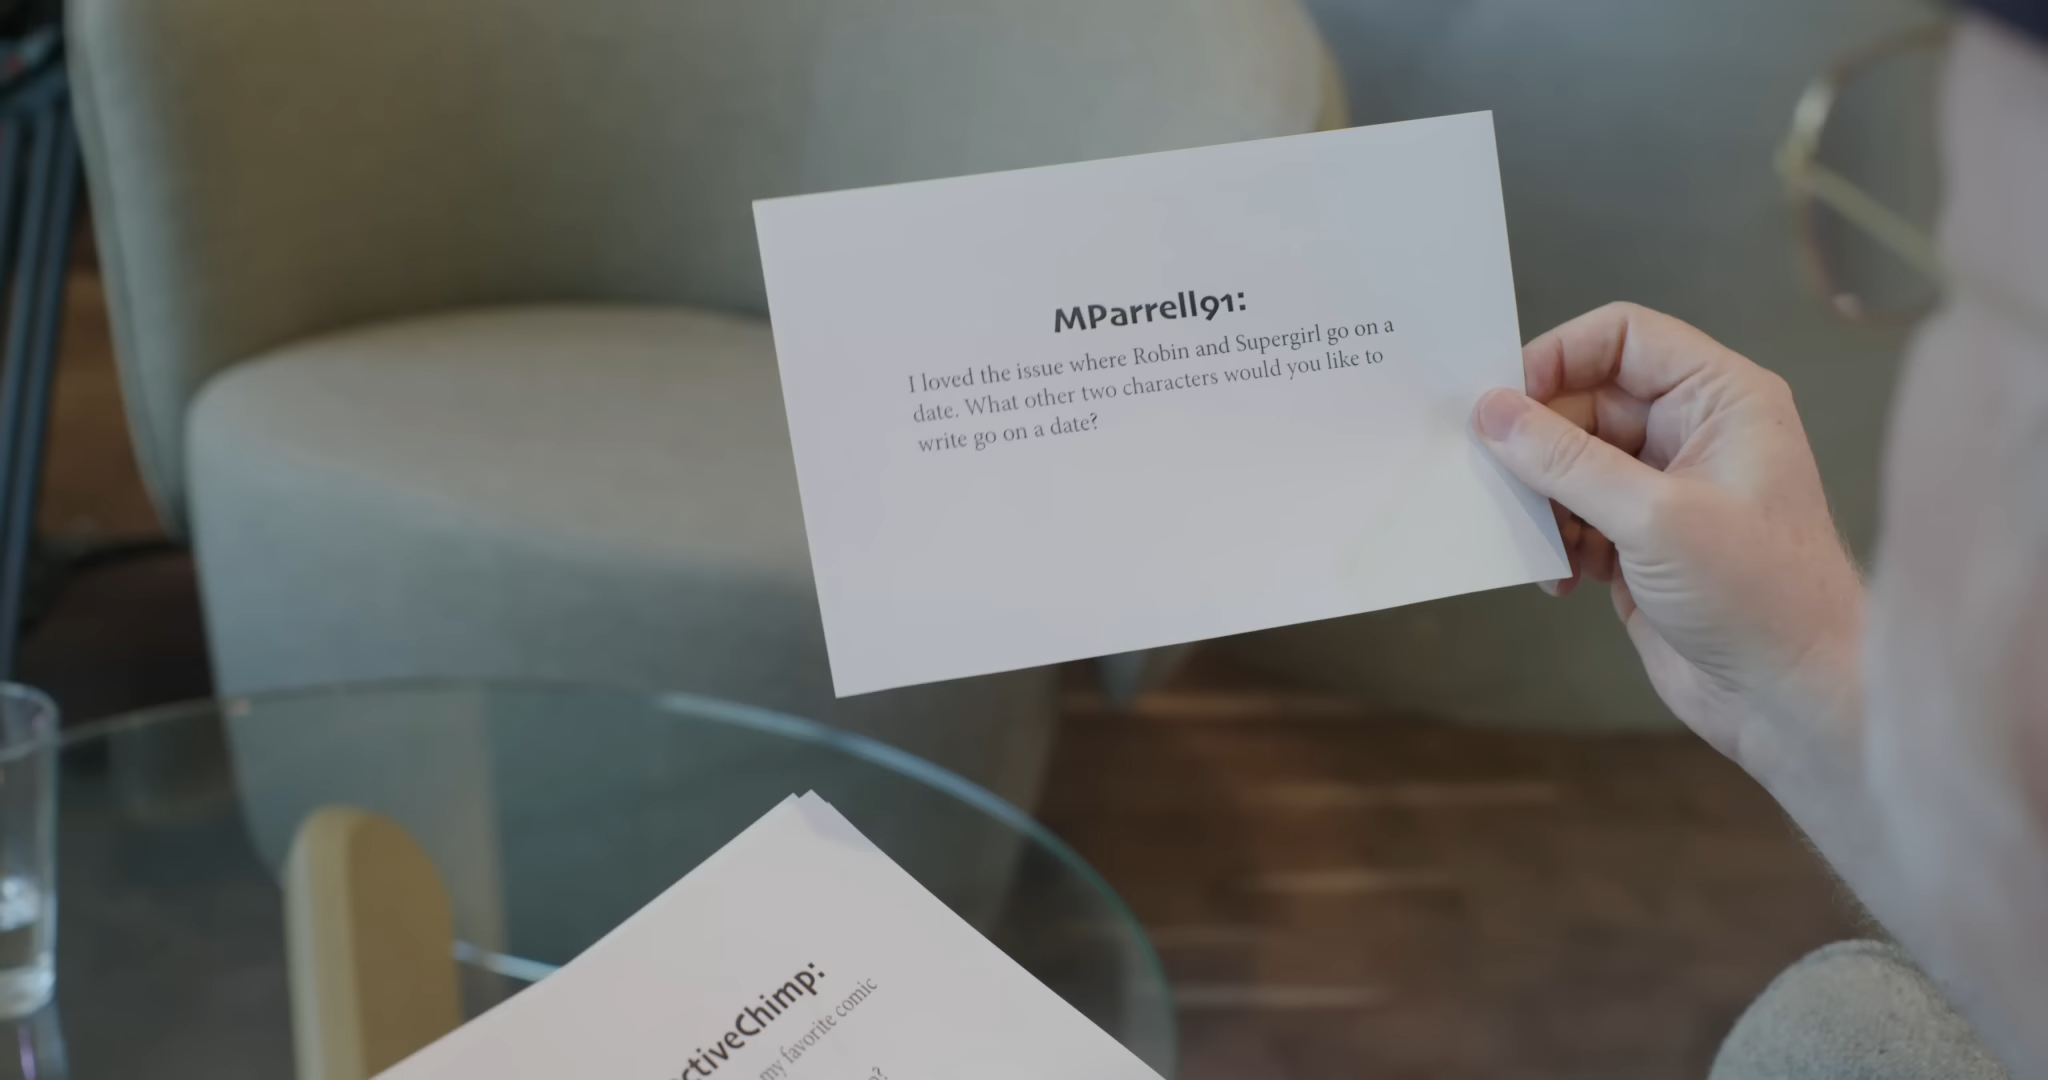 MParrell91:
I loved the issue where Robin and Supergirl go on a
date. What other two characters would you like to
write go on a date?
ctiveChimp:
my favorite comic